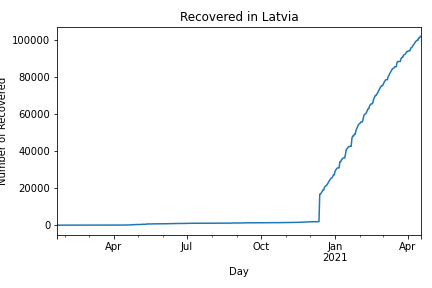 Recovered in Latvia
Number of Recovered
100000
80000
60000
40000
20000
0
Apr
Jul
Oct
Jan
2021
Apr
Day